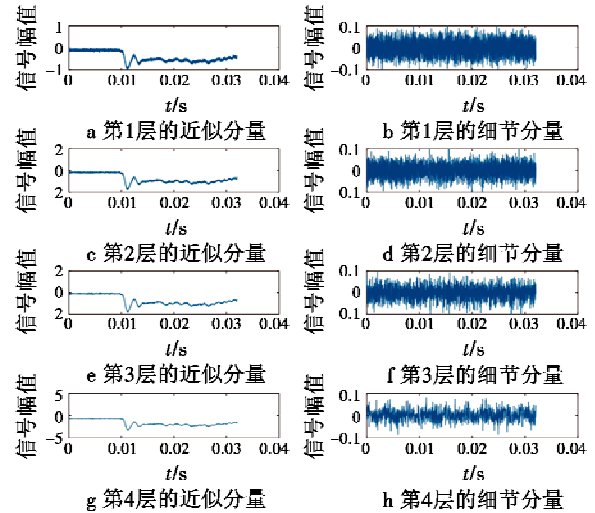 信号幅值
1
0
−1
0 0.01 0.02 0.03 0.04
t/s
a 第1层的近似分量
信号幅值
0.1
0
−0.1
0 0.01 0.02 0.03 0.04
t/s
b 第1层的细节分量
信号幅值
2
0
2
0 0.01 0.02 0.03 0.04
t/s
c 第2层的近似分量
信号幅值
0.1
0
0.1
0 0.01 0.02 0.03 0.04
t/s
d 第2层的细节分量
信号幅值
2
0
2
0 0.01 0.02 0.03 0.04
t/s
e 第3层的近似分量
信号幅值
0.1
0
0.1
0 0.01 0.02 0.03 0.04
t/s
f 第3层的细节分量
信号幅值
5
0
−5
0 0.01 0.02 0.03 0.04
t/s
g 第4层的近似分量
信号幅值
0.1
0
−0.1
0 0.01 0.02 0.03 0.04
t/s
h 第4层的细节分量